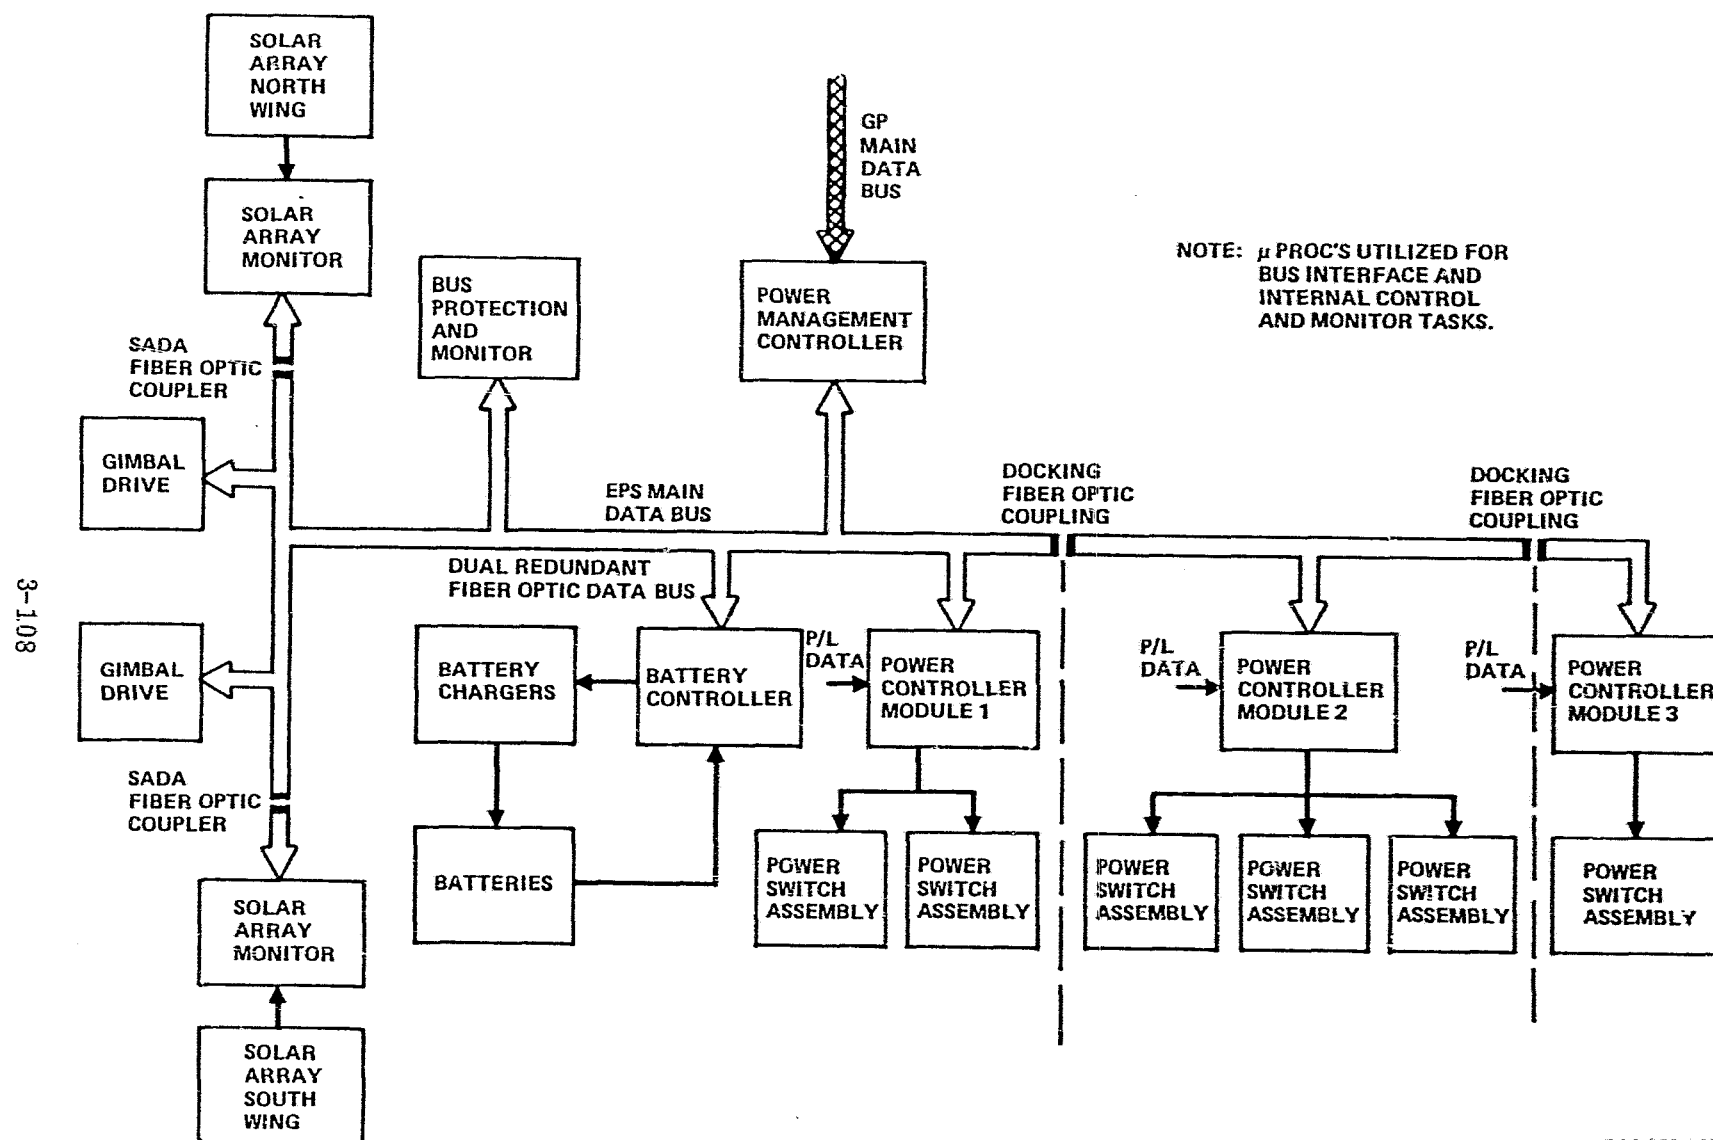 SOLAR
ARRAY
NORTH
WING
SOLAR
ARRAY
MONITOR
GP
MAIN
DATA
BUS
NOTE: μ PROC'S UTILIZED FOR
BUS INTERFACE AND
INTERNAL CONTROL
AND MONITOR TASKS.
BUS
PROTECTION
AND
MONITOR
POWER
MANAGEMENT
CONTROLLER
SADA
FIBER OPTIC
COUPLER
GIMBAL
DRIVE
EPS MAIN
DATA BUS
DOCKING
FIBER OPTIC
COUPLING
DOCKING
FIBER OPTIC
COUPLING
DUAL REDUNDANT
FIBER OPTIC DATA BUS
3-108
GIMBAL
DRIVE
BATTERY
CHARGERS
BATTERY
CONTROLLER
P/L
DATA
POWER
CONTROLLER
MODULE 1
P/L
DATA
POWER
CONTROLLER
MODULE 2
P/L
DATA
POWER
CONTROLLER
MODULE 3
SADA
FIBER OPTIC
COUPLER
BATTERIES
POWER
SWITCH
ASSEMBLY
POWER
SWITCH
ASSEMBLY
POWER
SWITCH
ASSEMBLY
POWER
SWITCH
ASSEMBLY
POWER
SWITCH
ASSEMBLY
POWER
SWITCH
ASSEMBLY
SOLAR
ARRAY
MONITOR
SOLAR
ARRAY
SOUTH
WING